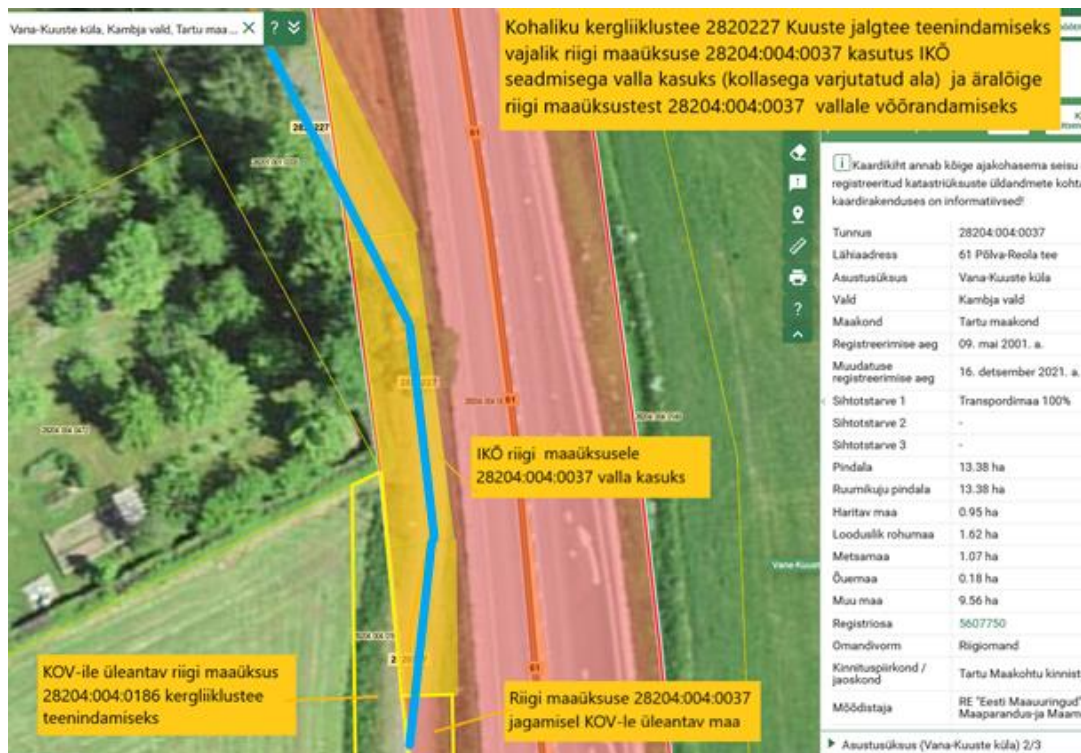 Vana-Kuuste küla, Kambja vald, Tartu maa ...
Kohaliku kergliiklustee 2820227 Kuuste jalgtee teenindamiseks
vajalik riigi maaüksuse 28204:004:0037 kasutus IKÕ
seadmisega valla kasuks (kollasega varjutatud ala) ja äralõige
riigi maaüksustest 28204:004:0037 vallale võõrandamiseks
61
61
61
2820227
IKÕ riigi maaüksusele
28204:004:0037 valla kasuks
KOV-ile üleantav riigi maaüksus
28204:004:0186 kergliiklustee
teenindamiseks
Riigi maaüksuse 28204:004:0037
jagamisel KOV-le üleantav maa
Kaardikiht annab kõige ajakohasema seisu
registreeritud katastriüksuste üldandmete kohta
kaardirakenduses on informatiivsed!
Tunnus 28204:004:0037
Lähiaadress 61 Põlva-Reola tee
Asustusüksus Vana-Kuuste küla
Vald Kambja vald
Maakond Tartu maakond
Registreerimise aeg 09. mai 2001. a.
Muudatuse
registreerimise aeg 16. detsember 2021. a.
Sihtotstarve 1 Transpordimaa 100%
Sihtotstarve 2 -
Sihtotstarve 3 -
Pindala 13.38 ha
Ruumikuju pindala 13.38 ha
Haritav maa 0.95 ha
Looduslik rohumaa 1.62 ha
Metsamaa 1.07 ha
Õuemaa 0.18 ha
Muu maa 9.56 ha
Registriosa 5607750
Omandivorm Riigiomand
Kinnituspiirkond /
jaoskond Tartu Maakohtu kinnist
Mõõdistaja RE "Eesti Maauuringud"
Maaparandus-ja Maam
Asustusüksus (Vana-Kuuste küla) 2/3